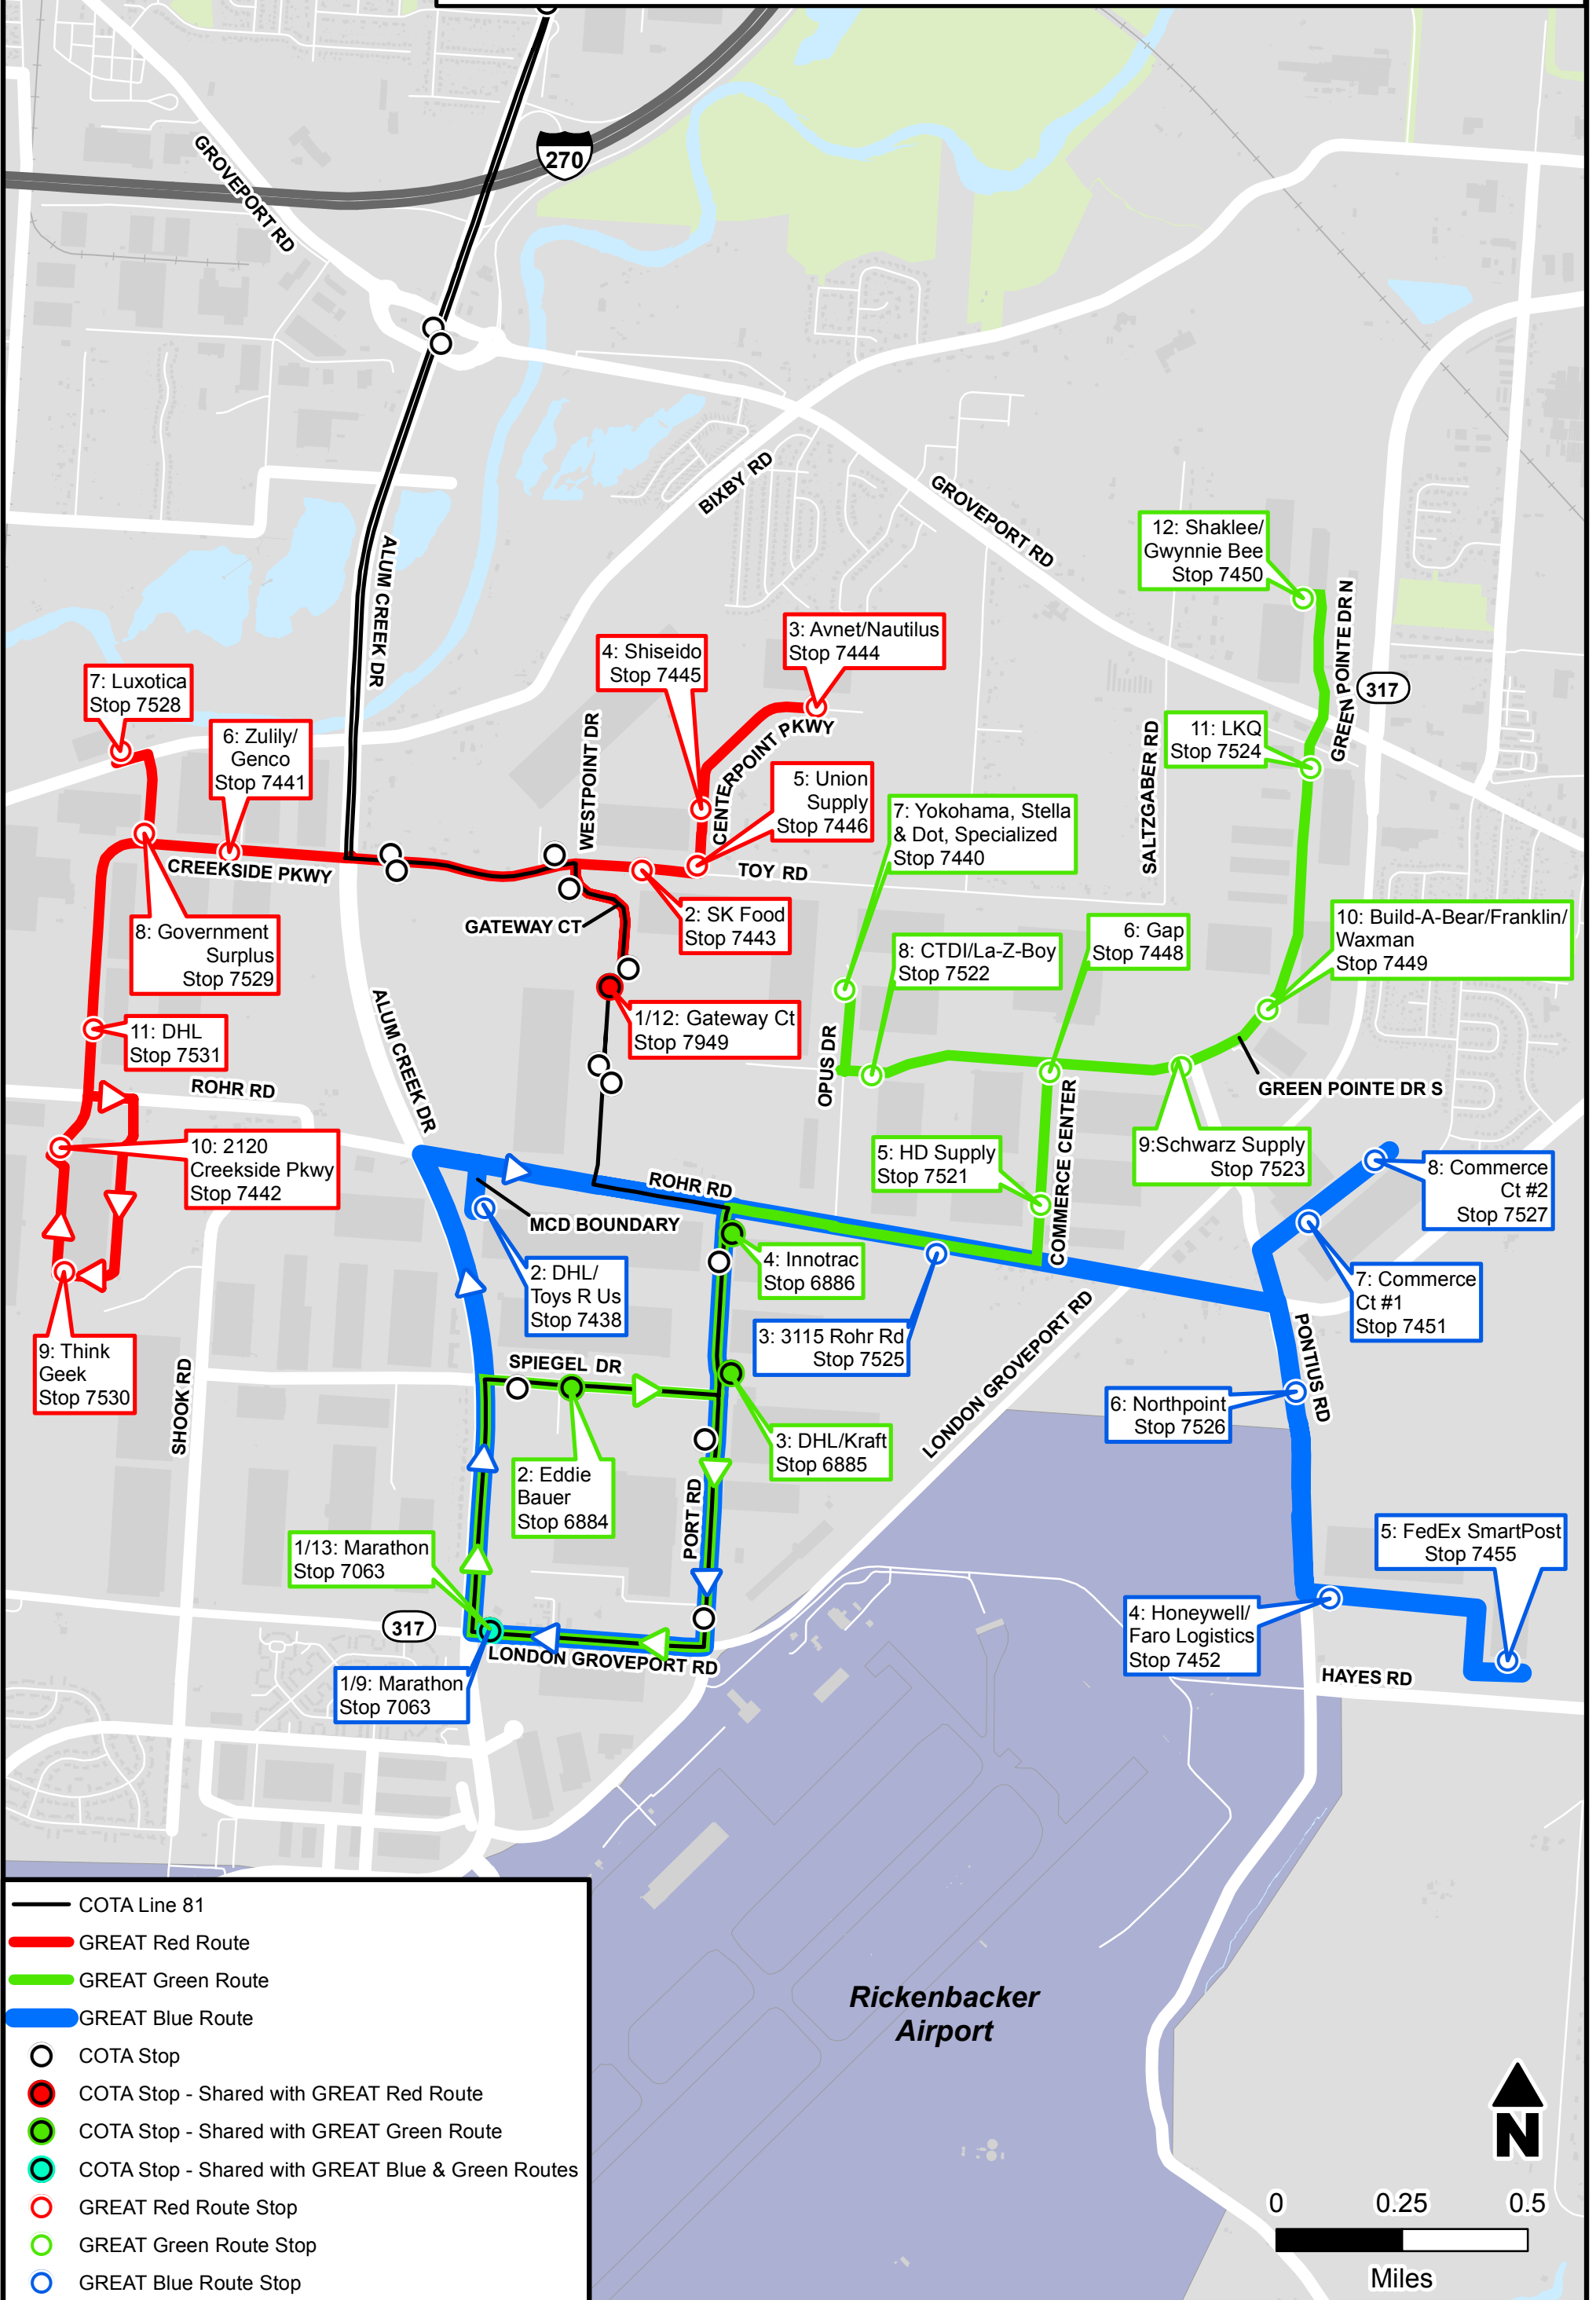 270
GROVEPORT RD
ALUM CREEK DR
BIXBY RD
GROVEPORT RD
12: Shaklee/
Gwynnie Bee
Stop 7450
GREEN POINTE DR N
317
3: Avnet/Nautilus
Stop 7444
4: Shiseido
Stop 7445
7: Luxotica
Stop 7528
6: Zulily/
Genco
Stop 7441
WESTPOINT DR
CENTERPOINT PKWY
11: LKQ
Stop 7524
SALTZGABER RD
5: Union
Supply
Stop 7446
7: Yokohama, Stella
& Dot, Specialized
Stop 7440
CREEKSIDE PKWY
TOY RD
GATEWAY CT
2: SK Food
Stop 7443
8: Government
Surplus
Stop 7529
8: CTDI/La-Z-Boy
Stop 7522
6: Gap
Stop 7448
10: Build-A-Bear/Franklin/
Waxman
Stop 7449
1/12: Gateway Ct
Stop 7949
11: DHL
Stop 7531
ALUM CREEK DR
OPUS DR
ROHR RD
GREEN POINTE DR S
COMMERCE CENTER
10: 2120
Creekside Pkwy
Stop 7442
5: HD Supply
Stop 7521
9:Schwarz Supply
Stop 7523
8: Commerce
Ct #2
Stop 7527
ROHR RD
MCD BOUNDARY
4: Innotrac
Stop 6886
2: DHL/
Toys R Us
Stop 7438
3: 3115 Rohr Rd
Stop 7525
7: Commerce
Ct #1
Stop 7451
LONDON GROVEPORT RD
PONTIUS RD
9: Think
Geek
Stop 7530
SHOOK RD
SPIEGEL DR
6: Northpoint
Stop 7526
3: DHL/Kraft
Stop 6885
2: Eddie
Bauer
Stop 6884
PORT RD
1/13: Marathon
Stop 7063
5: FedEx SmartPost
Stop 7455
4: Honeywell/
Faro Logistics
Stop 7452
317
LONDON GROVEPORT RD
1/9: Marathon
Stop 7063
HAYES RD
COTA Line 81
GREAT Red Route
GREAT Green Route
GREAT Blue Route
COTA Stop
COTA Stop - Shared with GREAT Red Route
COTA Stop - Shared with GREAT Green Route
COTA Stop - Shared with GREAT Blue & Green Routes
GREAT Red Route Stop
GREAT Green Route Stop
GREAT Blue Route Stop
Rickenbacker
Airport
N
0 0.25 0.5
Miles